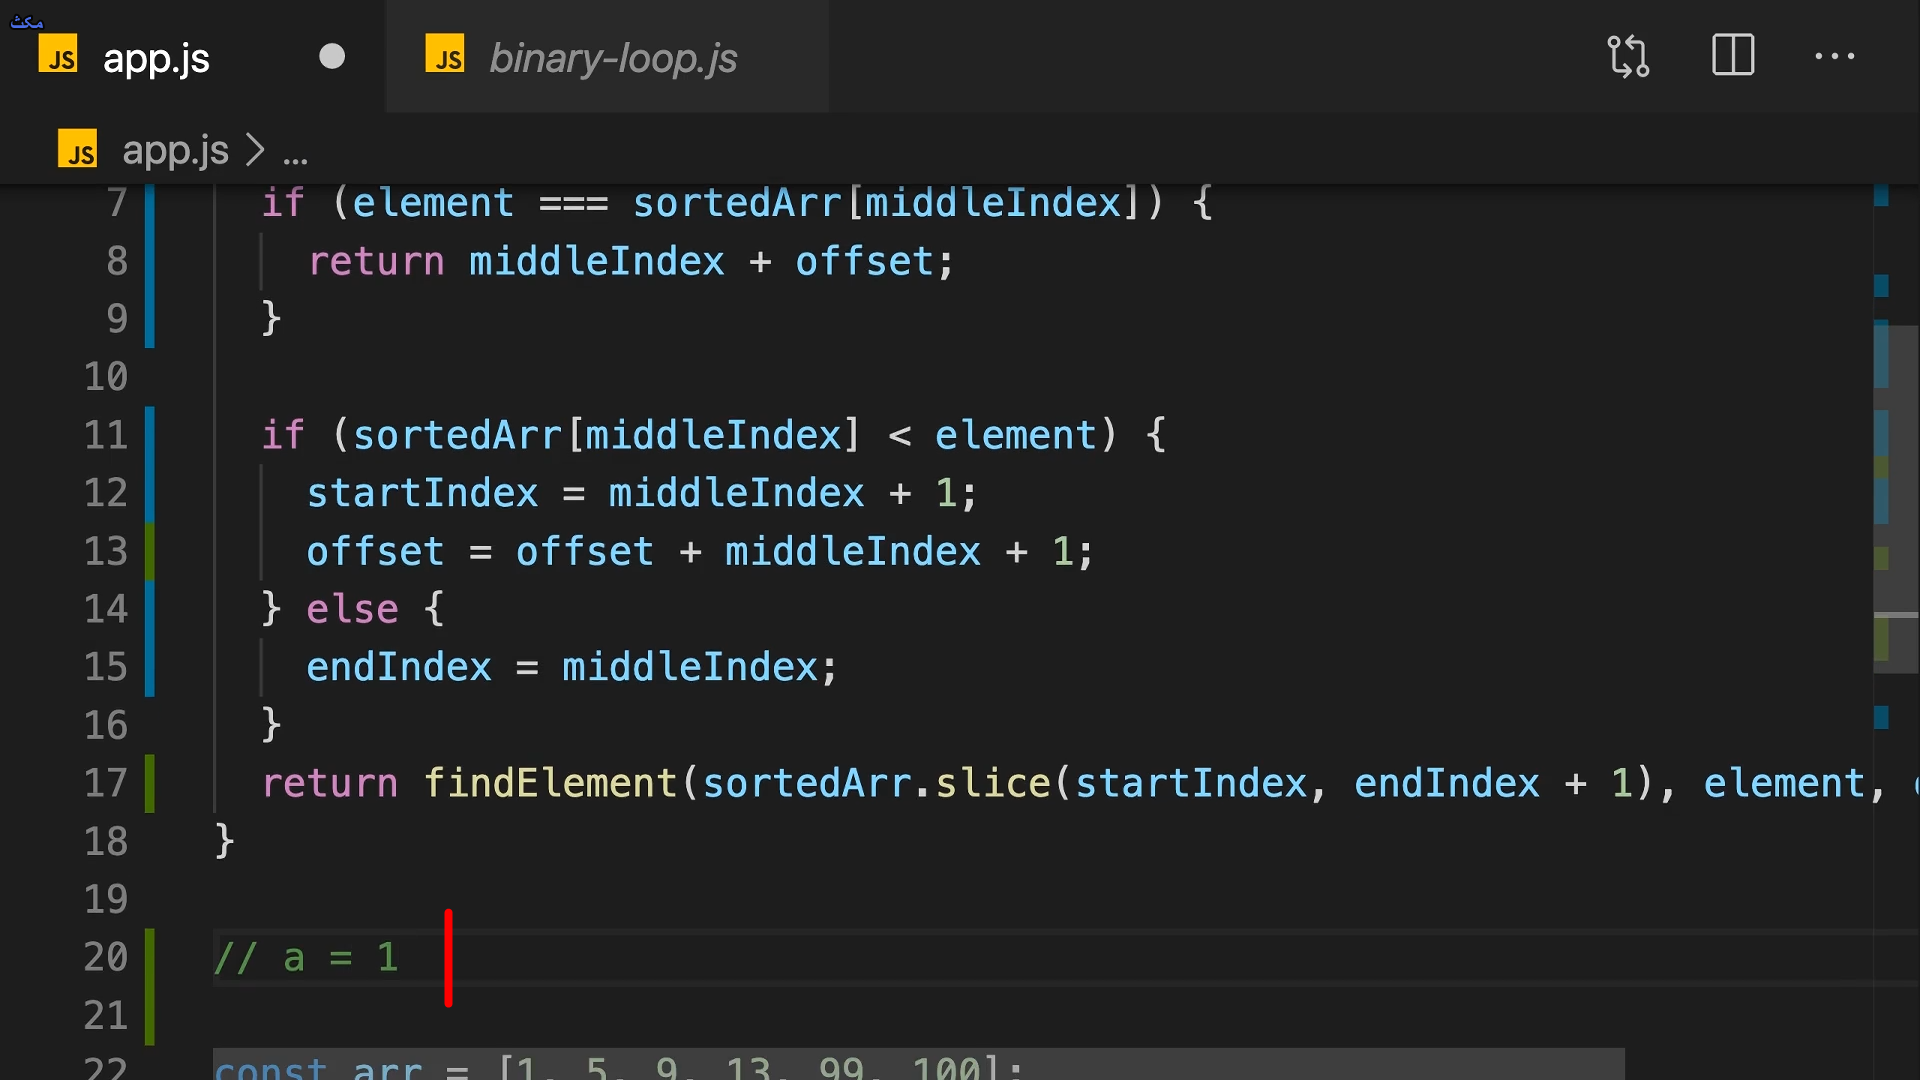 مكث
JS app.js JS binary-loop.js
JS app.js > ...
7 if (element === sortedArr[middleIndex]) {
8 return middleIndex + offset;
9 }
10
11 if (sortedArr[middleIndex] < element) {
12 startIndex = middleIndex + 1;
13 offset = offset + middleIndex + 1;
14 } else {
15 endIndex = middleIndex;
16 }
17 return findElement(sortedArr.slice(startIndex, endIndex + 1), element,
18 }
19
20 // a = 1
21
22 const arr = [1, 5, 9, 13, 99, 100];